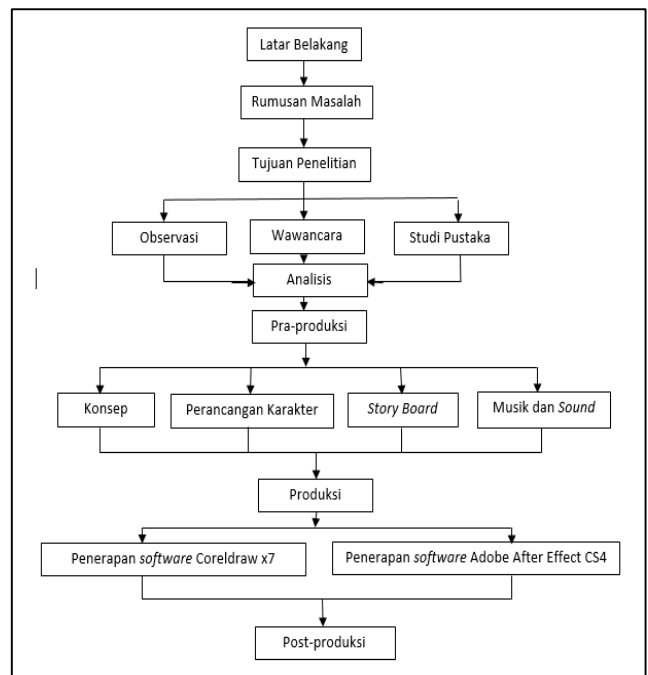 Latar Belakang
Rumusan Masalah
Tujuan Penelitian
Observasi
Wawancara
Studi Pustaka
Analisis
Pra-produksi
Konsep
Perancangan Karakter
Story Board
Musik dan Sound
Produksi
Penerapan software Coreldraw x7
Penerapan software Adobe After Effect CS4
Post-produksi